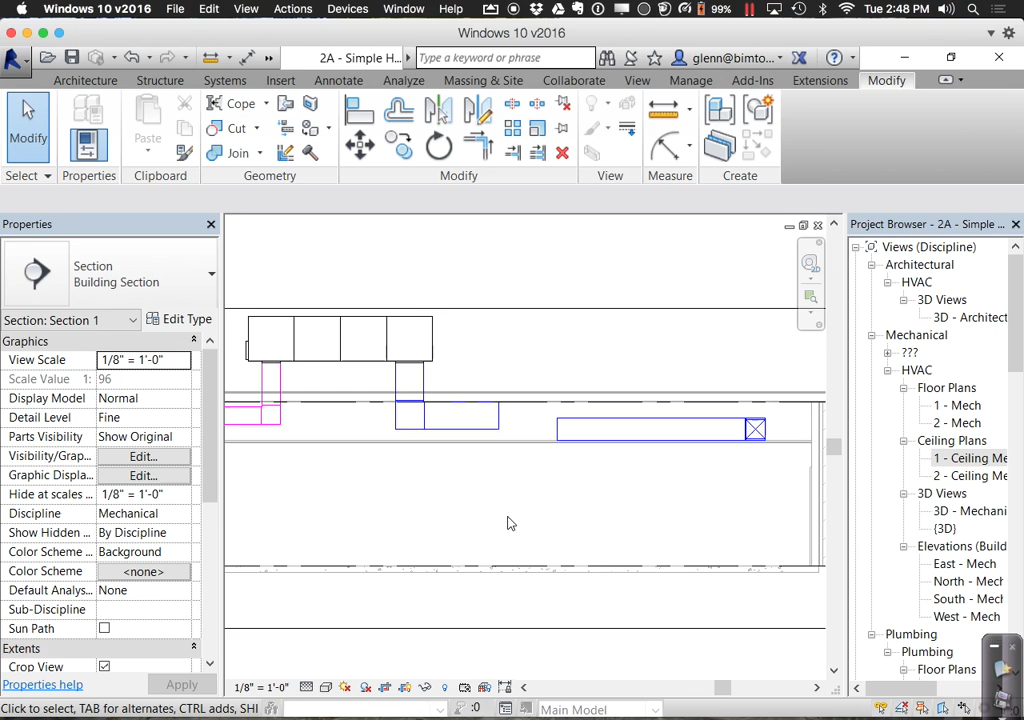 Windows 10 v2016 File Edit View Actions Devices Window Help 99% Tue 2:48 PM
Windows 10 v2016
2A - Simple H... Type a keyword or phrase glenn@bimto...
Architecture Structure Systems Insert Annotate Analyze Massing & Site Collaborate View Manage Add-Ins Extensions Modify
Modify
Paste
Cope
Cut
Join
Select Properties Clipboard Geometry Modify View Measure Create
Properties
Section
Building Section
Section: Section 1 Edit Type
Graphics
View Scale 1/8" = 1'-0"
Scale Value 1: 96
Display Model Normal
Detail Level Fine
Parts Visibility Show Original
Visibility/Grap... Edit...
Graphic Displa... Edit...
Hide at scales ... 1/8" = 1'-0"
Discipline Mechanical
Show Hidden ... By Discipline
Color Scheme ... Background
Color Scheme <none>
Default Analys... None
Sub-Discipline
Sun Path
Extents
Crop View
Properties help Apply
2D
1/8" = 1'-0"
Project Browser - 2A - Simple ...
Views (Discipline)
Architectural
HVAC
3D Views
3D - Architect
Mechanical
???
HVAC
Floor Plans
1 - Mech
2 - Mech
Ceiling Plans
1 - Ceiling Me
2 - Ceiling Me
3D Views
3D - Mechani
{3D}
Elevations (Build
East - Mech
North - Mech
South - Mech
West - Mech
Plumbing
Plumbing
Floor Plans
Click to select, TAB for alternates, CTRL adds, SHI :0 Main Model